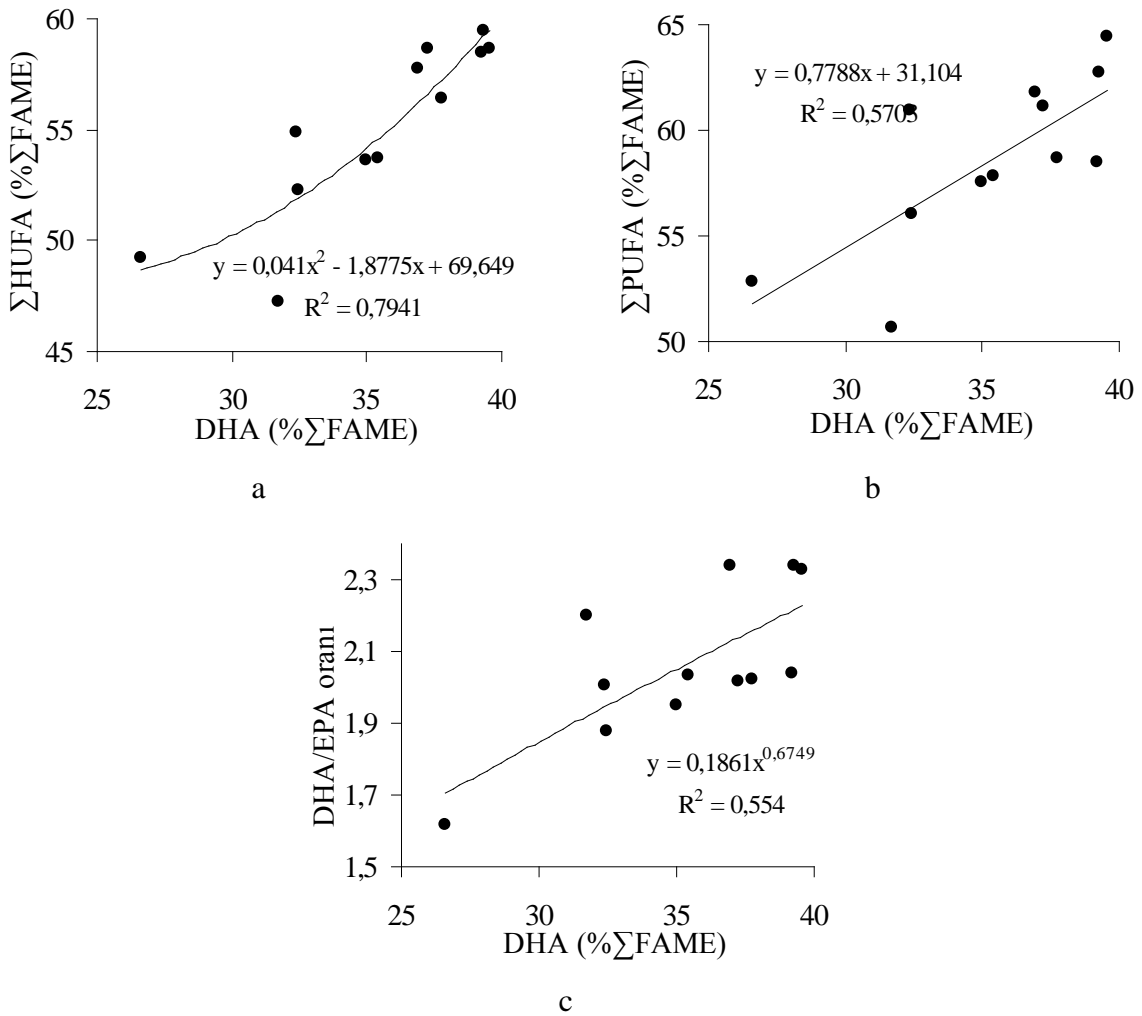 60
55
50
45
∑HUFA (%∑FAME)
y = 0,041x² - 1,8775x + 69,649
R² = 0,7941
25 30 35 40
DHA (%∑FAME)
a
65
60
55
50
∑PUFA (%∑FAME)
y = 0,7788x + 31,104
R² = 0,5703
25 30 35 40
DHA (%∑FAME)
b
2,3
2,1
1,9
1,7
1,5
DHA/EPA oranı
y = 0,1861x^0,6749
R² = 0,554
25 30 35 40
DHA (%∑FAME)
c